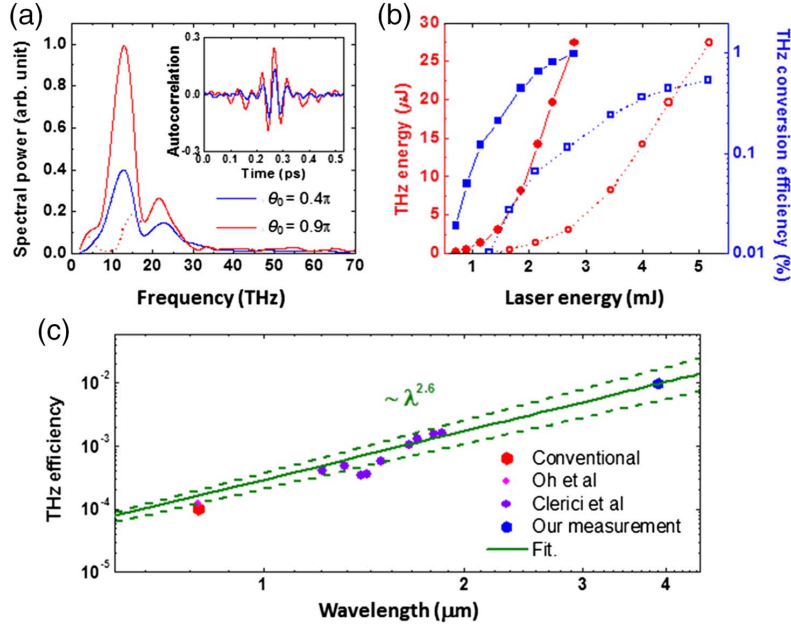 (a)
Spectral power (arb. unit)
1.0
0.8
0.6
0.4
0.2
0.0
0 10 20 30 40 50 60 70
Frequency (THz)
Autocorrelation
0.3
0.0
-0.3
0.0 0.1 0.2 0.3 0.4 0.5
Time (ps)
θ0 = 0.4π
θ0 = 0.9π
(b)
THz energy (μJ)
30
25
20
15
10
5
0
1 2 3 4 5
Laser energy (mJ)
1
0.1
0.01
THz conversion efficiency (%)
(c)
THz efficiency
10-2
10-3
10-4
10-5
~ λ2.6
Conventional
Oh et al
Clerici et al
Our measurement
Fit.
1 2 3 4
Wavelength (μm)